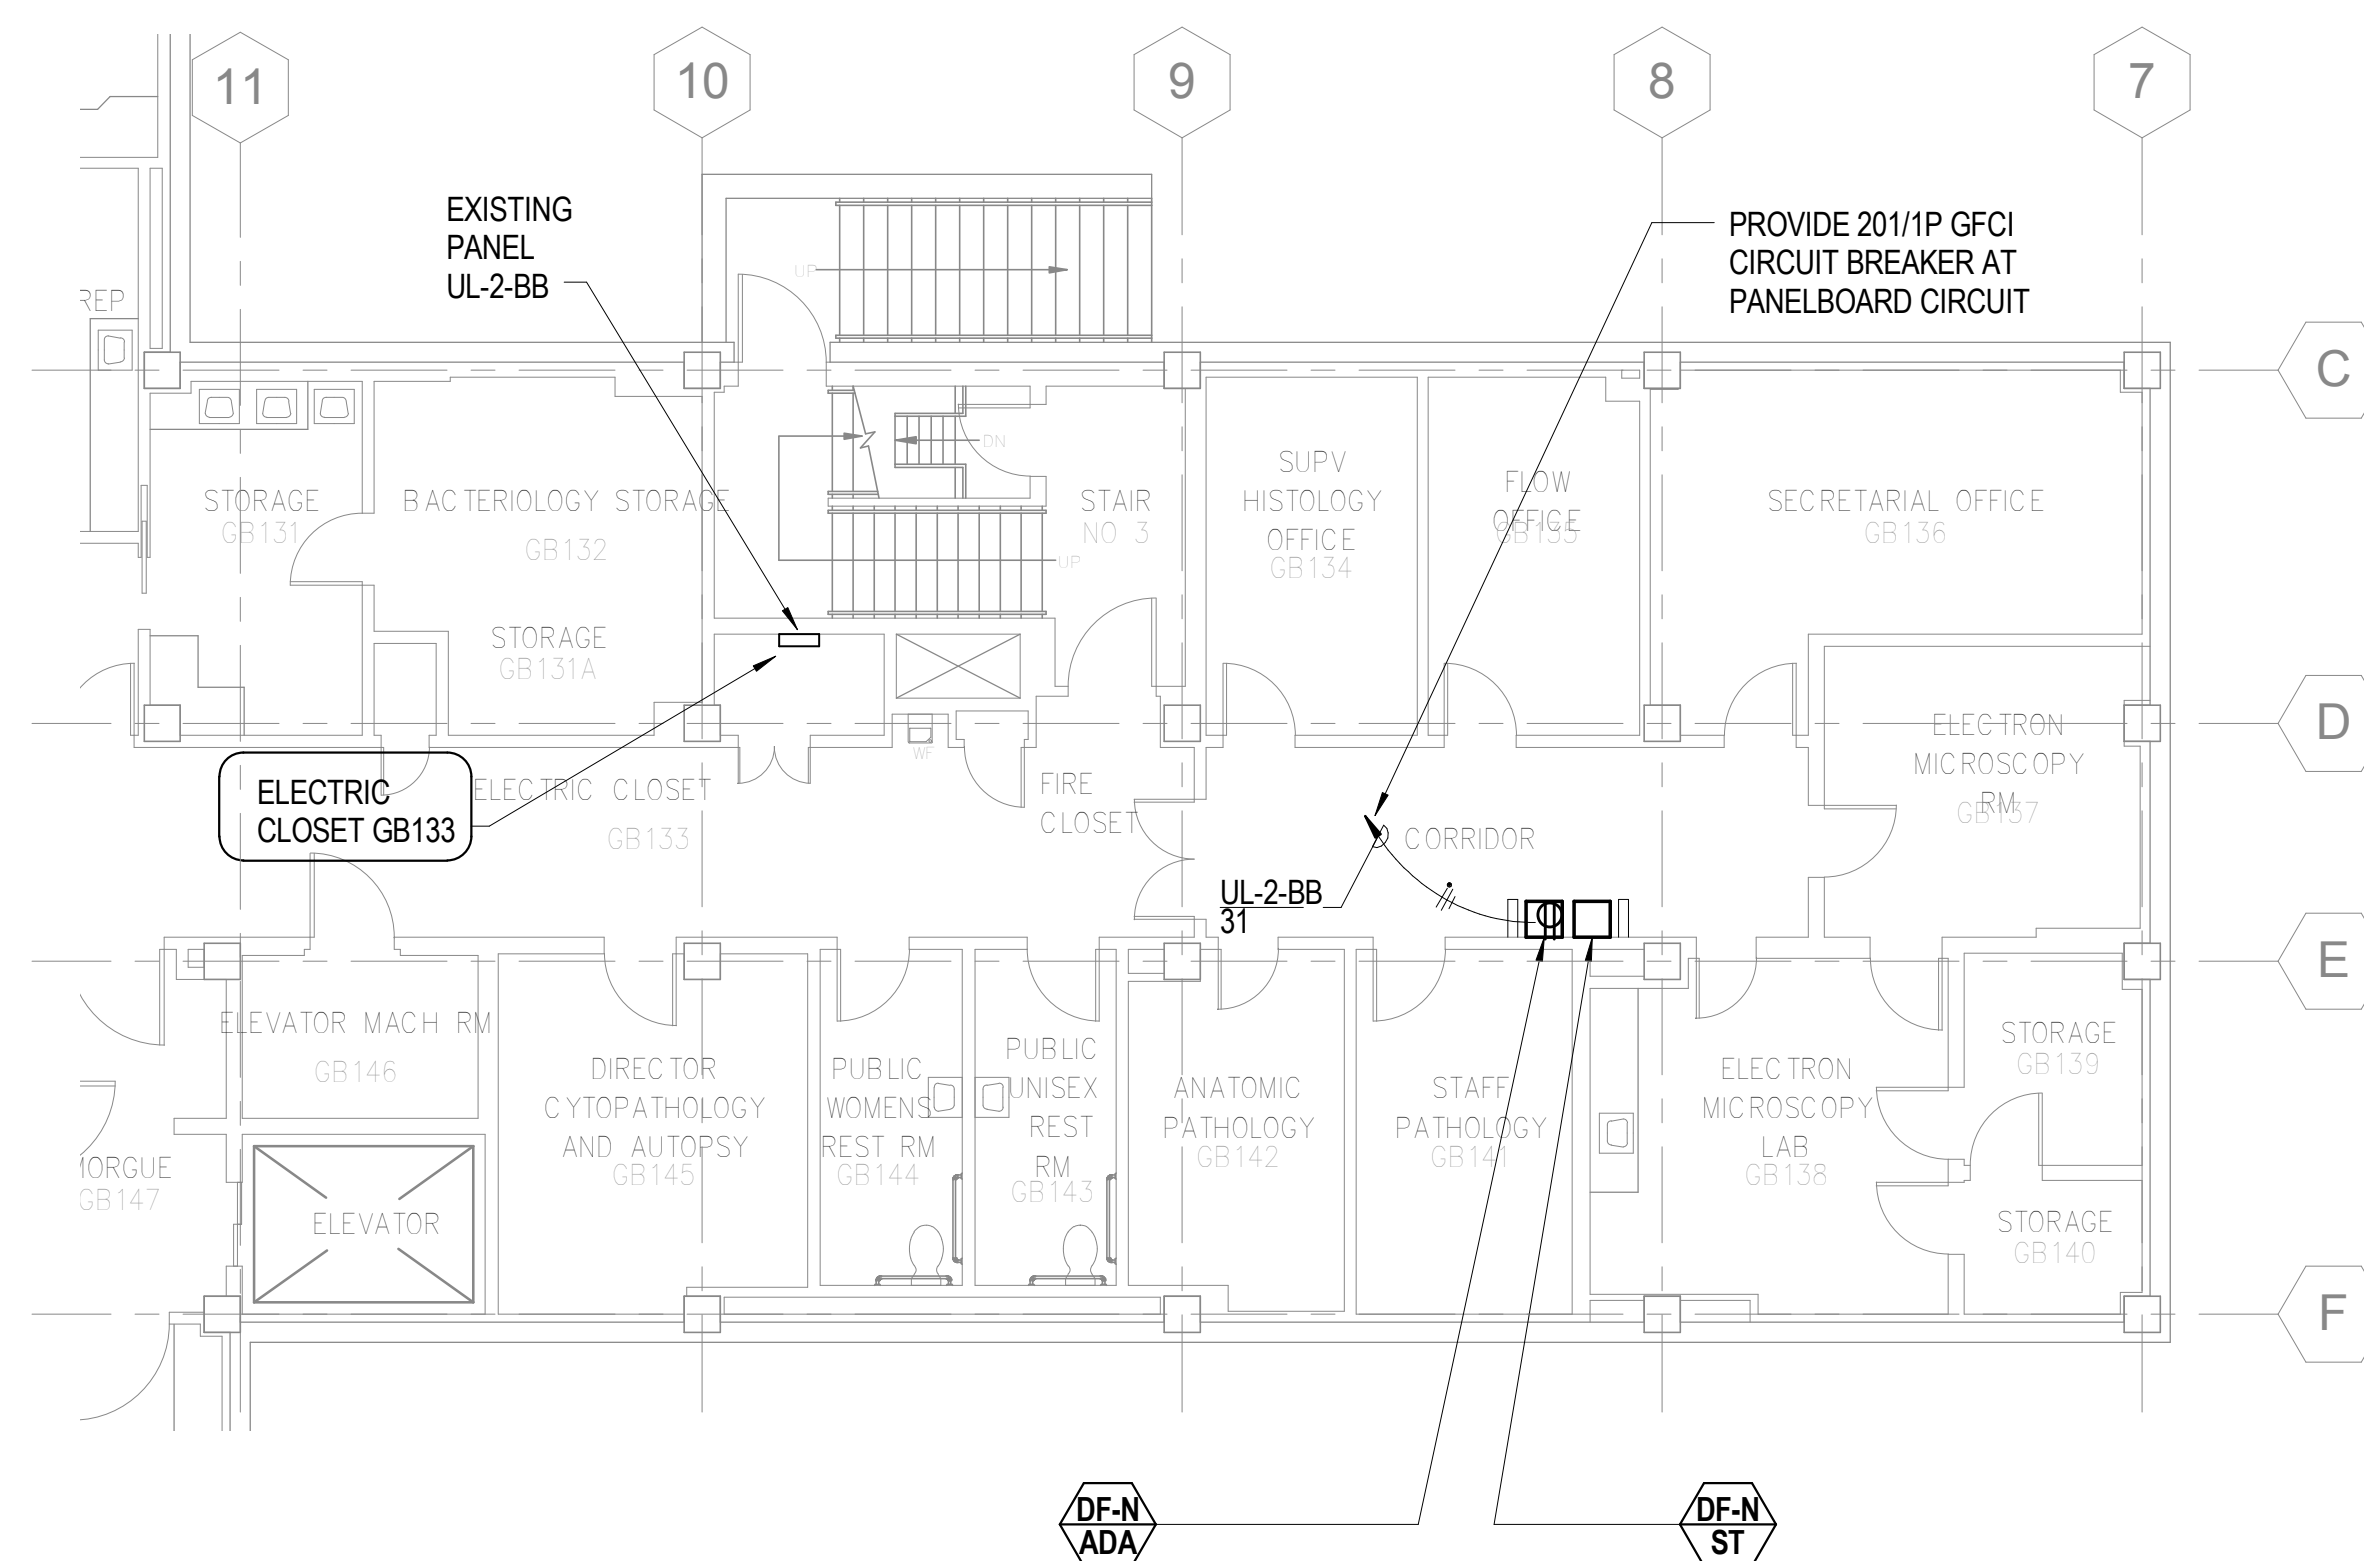 11
10
9
8
7
EXISTING
PANEL
UL-2-BB
PROVIDE 201/1P GFCI
CIRCUIT BREAKER AT
PANELBOARD CIRCUIT
UP
REP
C
DN
STORAGE
GB131
BACTERIOLOGY STORAGE
GB132
STAIR
NO 3
UP
SUPV
HISTOLOGY
OFFICE
GB134
FLOW
OFFICE
GB135
SECRETARIAL OFFICE
GB136
STORAGE
GB131A
D
ELECTRON
MICROSCOPY
RM
GB137
WF
ELECTRIC
CLOSET GB133
ELECTRIC CLOSET
GB133
FIRE
CLOSET
CORRIDOR
UL-2-BB
31
E
ELEVATOR MACH RM
GB146
DIRECTOR
CYTOPATHOLOGY
AND AUTOPSY
GB145
PUBLIC
WOMENS
REST RM
GB144
PUBLIC
UNISEX
REST
RM
GB143
ANATOMIC
PATHOLOGY
GB142
STAFF
PATHOLOGY
GB141
ELECTRON
MICROSCOPY
LAB
GB138
STORAGE
GB139
MORGUE
GB147
ELEVATOR
STORAGE
GB140
F
DF-N
ADA
DF-N
ST